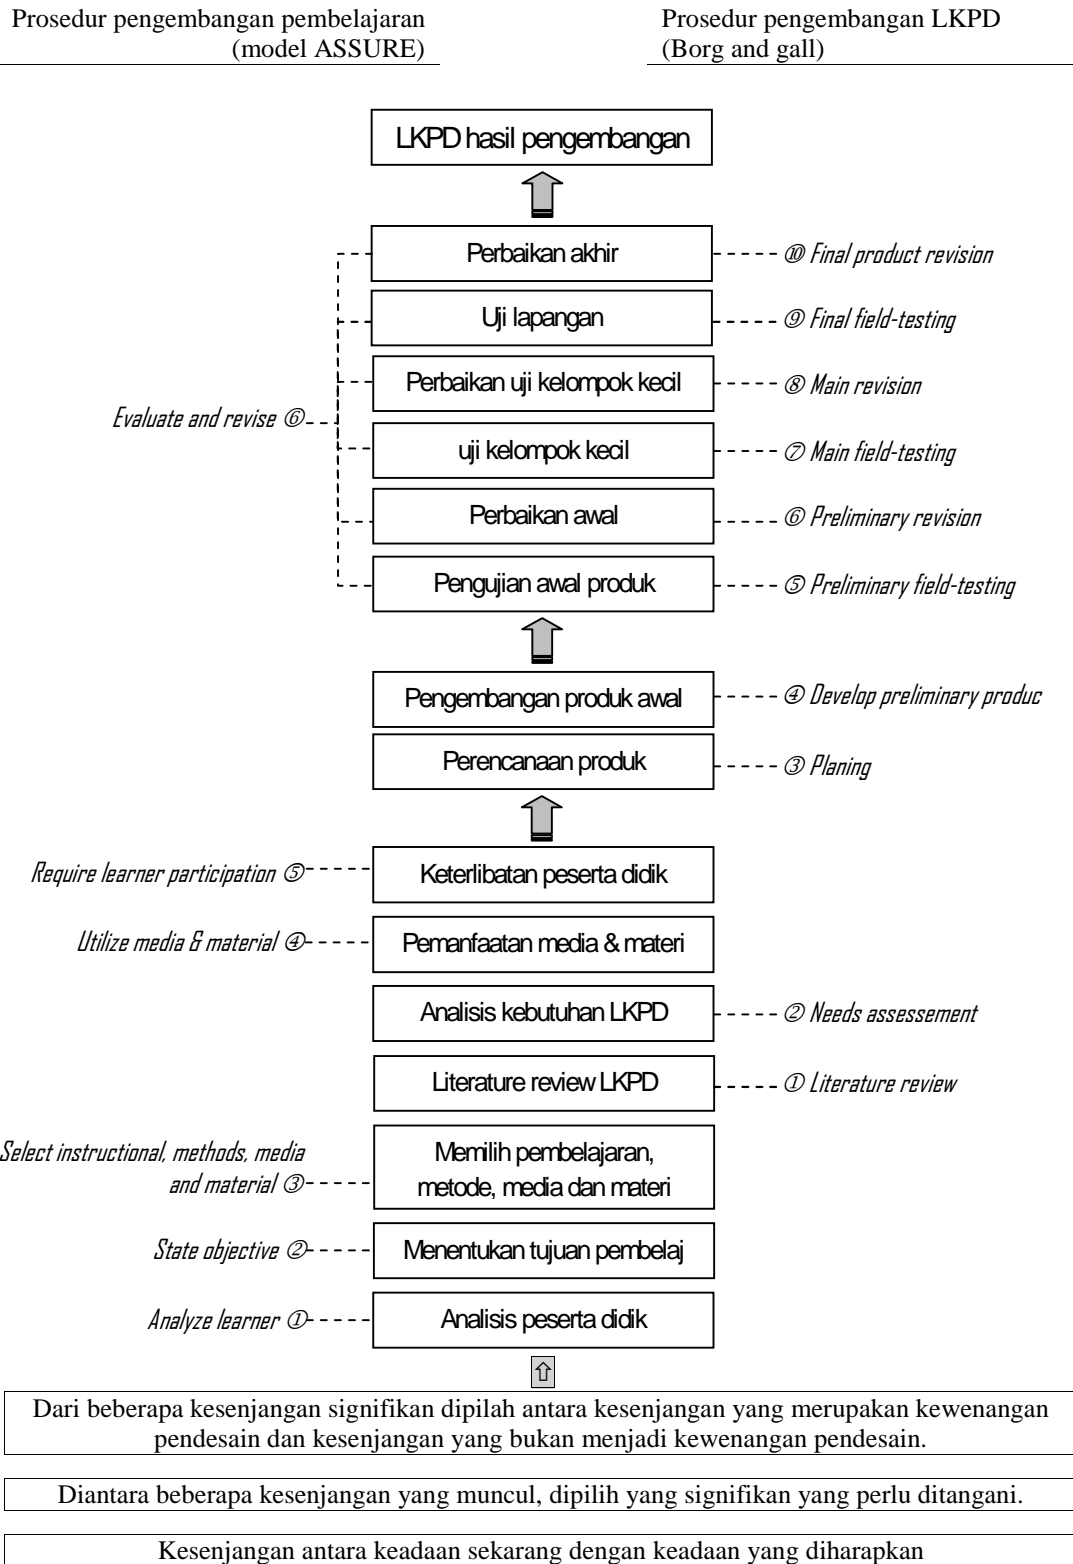 Prosedur pengembangan pembelajaran
(model ASSURE)
Prosedur pengembangan LKPD
(Borg and gall)
LKPD hasil pengembangan
Perbaikan akhir
⑩ Final product revision
Uji lapangan
⑨ Final field-testing
Perbaikan uji kelompok kecil
⑧ Main revision
Evaluate and revise ⑥
uji kelompok kecil
⑦ Main field-testing
Perbaikan awal
⑥ Preliminary revision
Pengujian awal produk
⑤ Preliminary field-testing
Pengembangan produk awal
④ Develop preliminary produc
Perencanaan produk
③ Planing
Require learner participation ⑤
Keterlibatan peserta didik
Utilize media & material ④
Pemanfaatan media & materi
Analisis kebutuhan LKPD
② Needs assessement
Literature review LKPD
① Literature review
Select instructional, methods, media
and material ③
Memilih pembelajaran,
metode, media dan materi
State objective ②
Menentukan tujuan pembelaj
Analyze learner ①
Analisis peserta didik
Dari beberapa kesenjangan signifikan dipilah antara kesenjangan yang merupakan kewenangan
pendesain dan kesenjangan yang bukan menjadi kewenangan pendesain.
Diantara beberapa kesenjangan yang muncul, dipilih yang signifikan yang perlu ditangani.
Kesenjangan antara keadaan sekarang dengan keadaan yang diharapkan